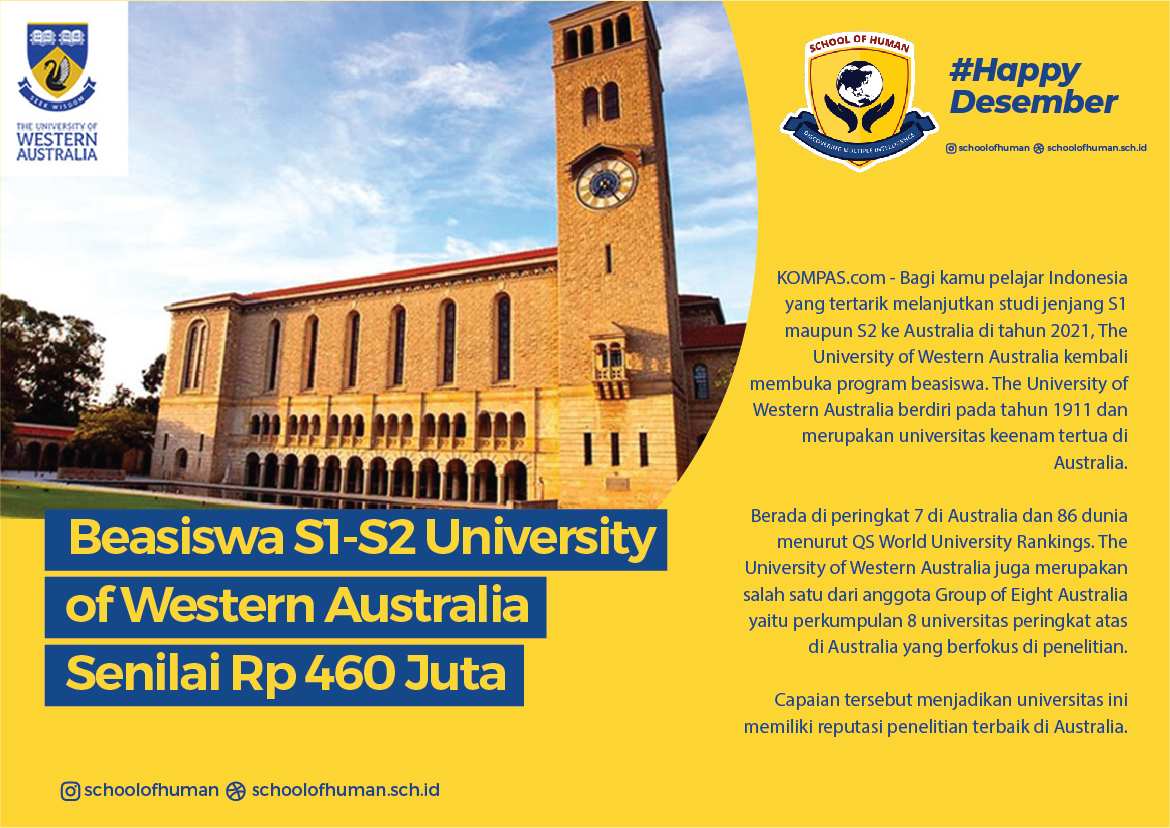 SEEK WISDOM
THE UNIVERSITY OF
WESTERN
AUSTRALIA
SCHOOL OF HUMAN
DISCOVERING MULTIPLE INTELLIGENCE
#Happy
Desember
schoolofhuman schoolofhuman.sch.id
KOMPAS.com - Bagi kamu pelajar Indonesia
yang tertarik melanjutkan studi jenjang S1
maupun S2 ke Australia di tahun 2021, The
University of Western Australia kembali
membuka program beasiswa. The University of
Western Australia berdiri pada tahun 1911 dan
merupakan universitas keenam tertua di
Australia.
Berada di peringkat 7 di Australia dan 86 dunia
menurut QS World University Rankings. The
University of Western Australia juga merupakan
salah satu dari anggota Group of Eight Australia
yaitu perkumpulan 8 universitas peringkat atas
di Australia yang berfokus di penelitian.
Capaian tersebut menjadikan universitas ini
memiliki reputasi penelitian terbaik di Australia.
Beasiswa S1-S2 University
of Western Australia
Senilai Rp 460 Juta
schoolofhuman schoolofhuman.sch.id